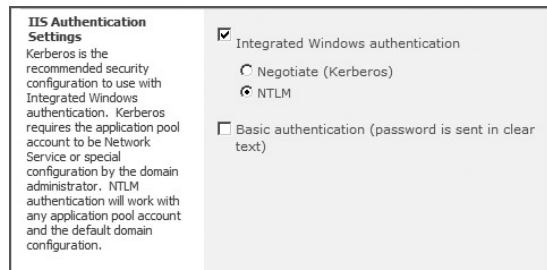 IIS Authentication
Settings
Kerberos is the
recommended security
configuration to use with
Integrated Windows
authentication. Kerberos
requires the application pool
account to be Network
Service or special
configuration by the domain
administrator. NTLM
authentication will work with
any application pool account
and the default domain
configuration.
Integrated Windows authentication
Negotiate (Kerberos)
NTLM
Basic authentication (password is sent in clear
text)